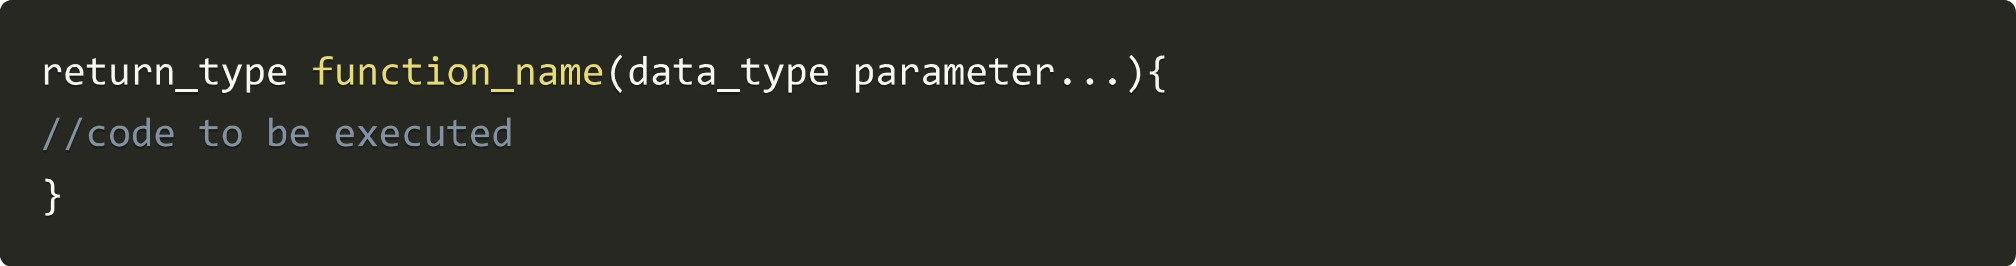 return_type function_name(data_type parameter...){
//code to be executed
}